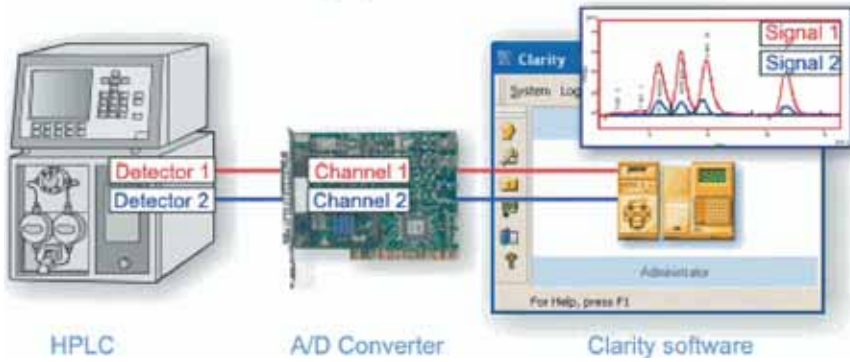 Signal 1
Signal 2
Clarity
System Log
Detector 1
Channel 1
Detector 2
Channel 2
Administrator
For Help, press F1
HPLC
A/D Converter
Clarity software